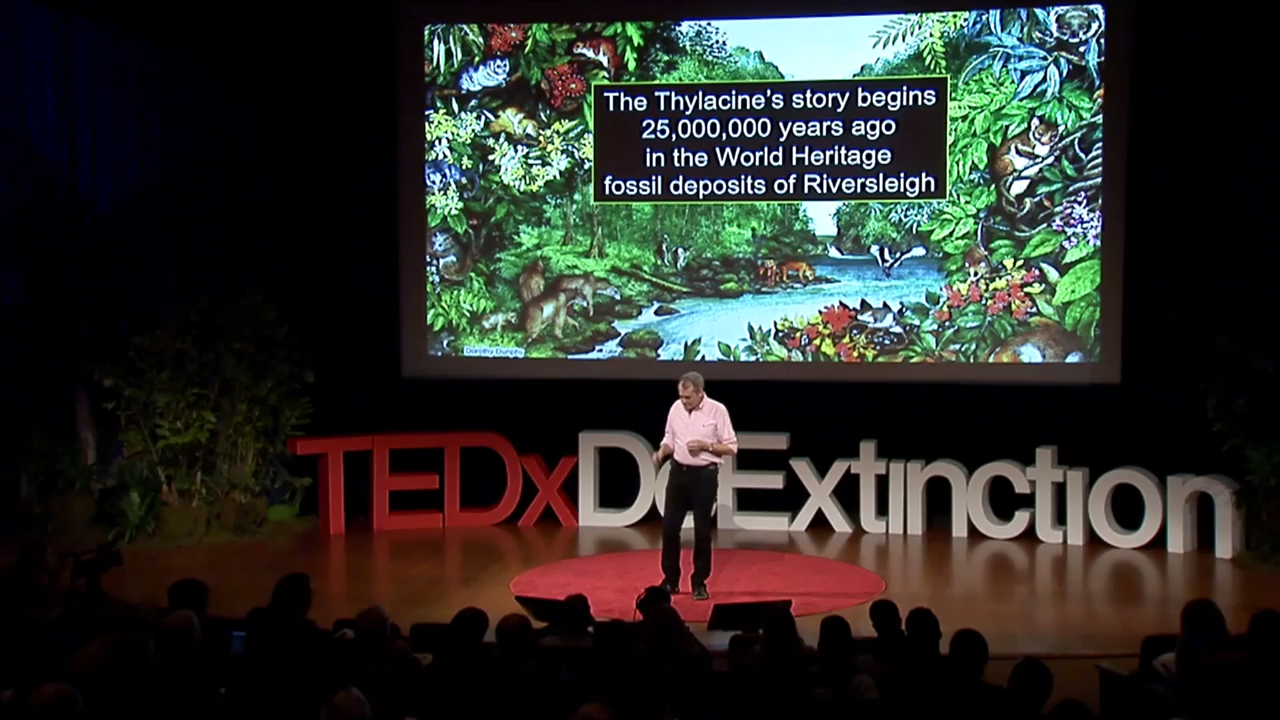 The Thylacine's story begins
25,000,000 years ago
in the World Heritage
fossil deposits of Riversleigh
Dorothy Dunphy
TEDxDeExtinction